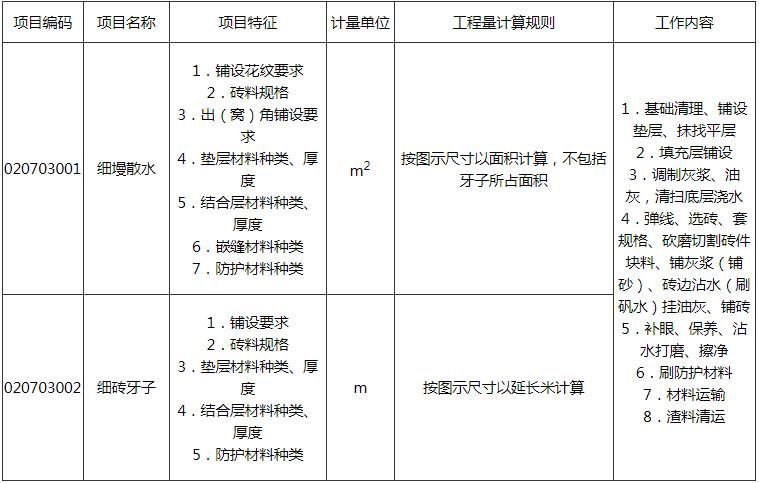 项目编码 项目名称 项目特征 计量单位 工程量计算规则 工作内容
020703001
细墁散水
1．铺设花纹要求
2．砖料规格
3．出（窝）角铺设要
求
4．垫层材料种类、厚
度
5．结合层材料种类、
厚度
6．嵌缝材料种类
7．防护材料种类
m2
按图示尺寸以面积计算，不包括
牙子所占面积
020703002
细砖牙子
1．铺设要求
2．砖料规格
3．垫层材料种类、厚
度
4．结合层材料种类、
厚度
5．防护材料种类
m
按图示尺寸以延长米计算
1．基础清理、铺设
垫层、抹找平层
2．填充层铺设
3．调制灰浆、油
灰，清扫底层浇水
4．弹线、选砖、套
规格、砍磨切割砖件
块料、铺灰浆（铺
砂）、砖边沾水（刷
矾水）挂油灰、铺砖
5．补眼、保养、沾
水打磨、擦净
6．刷防护材料
7．材料运输
8．渣料清运